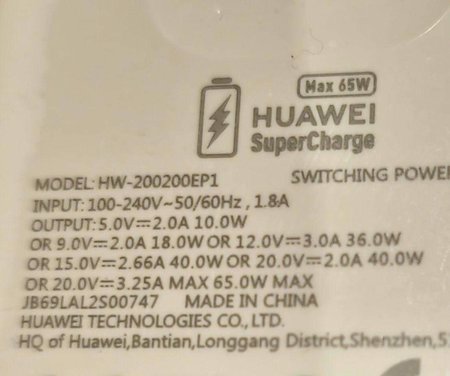 Max 65W
HUAWEI
SuperCharge
MODEL: HW-200200EP1 SWITCHING POWE
INPUT: 100-240V~50/60Hz, 1.8A
OUTPUT: 5.0V⎓2.0A 10.0W
OR 9.0V⎓2.0A 18.0W OR 12.0V⎓3.0A 36.0W
OR 15.0V⎓2.66A 40.0W OR 20.0V⎓2.0A 40.0W
OR 20.0V⎓3.25A MAX 65.0W MAX
JB69LAL2S00747 MADE IN CHINA
HUAWEI TECHNOLOGIES CO., LTD.
HQ of Huawei,Bantian,Longgang District,Shenzhen,5